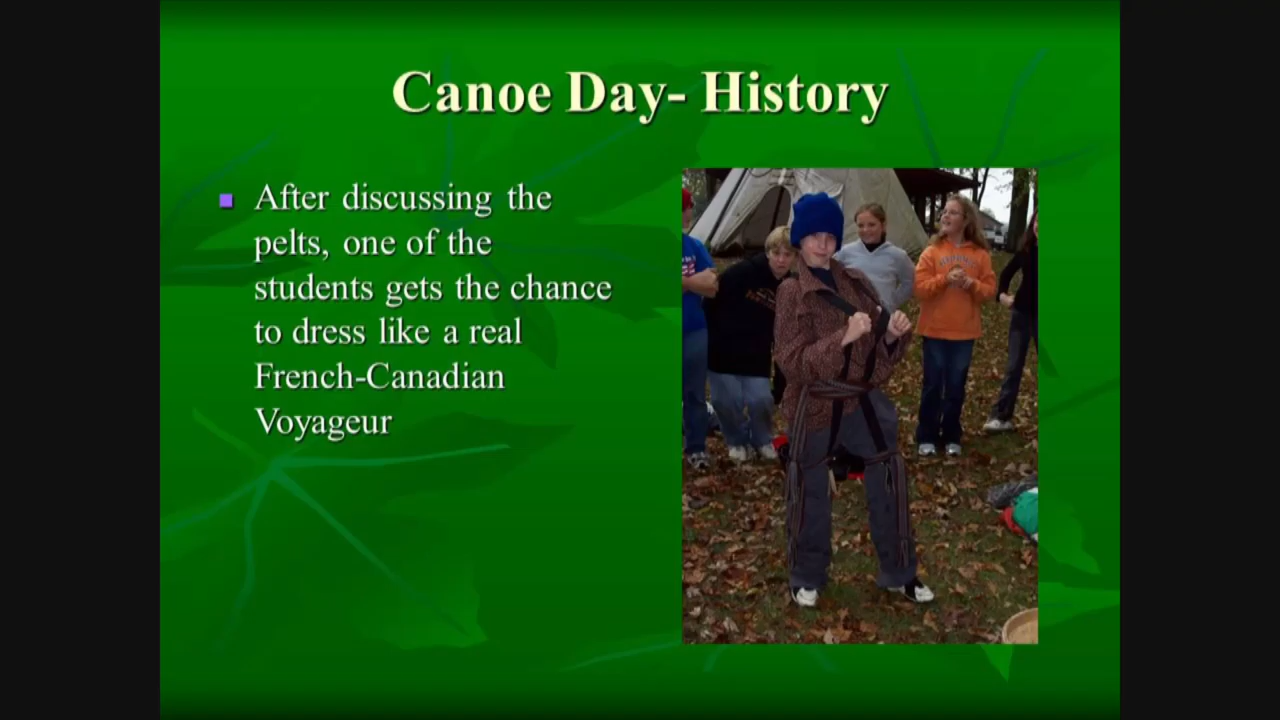 Canoe Day- History
After discussing the
pelts, one of the
students gets the chance
to dress like a real
French-Canadian
Voyageur